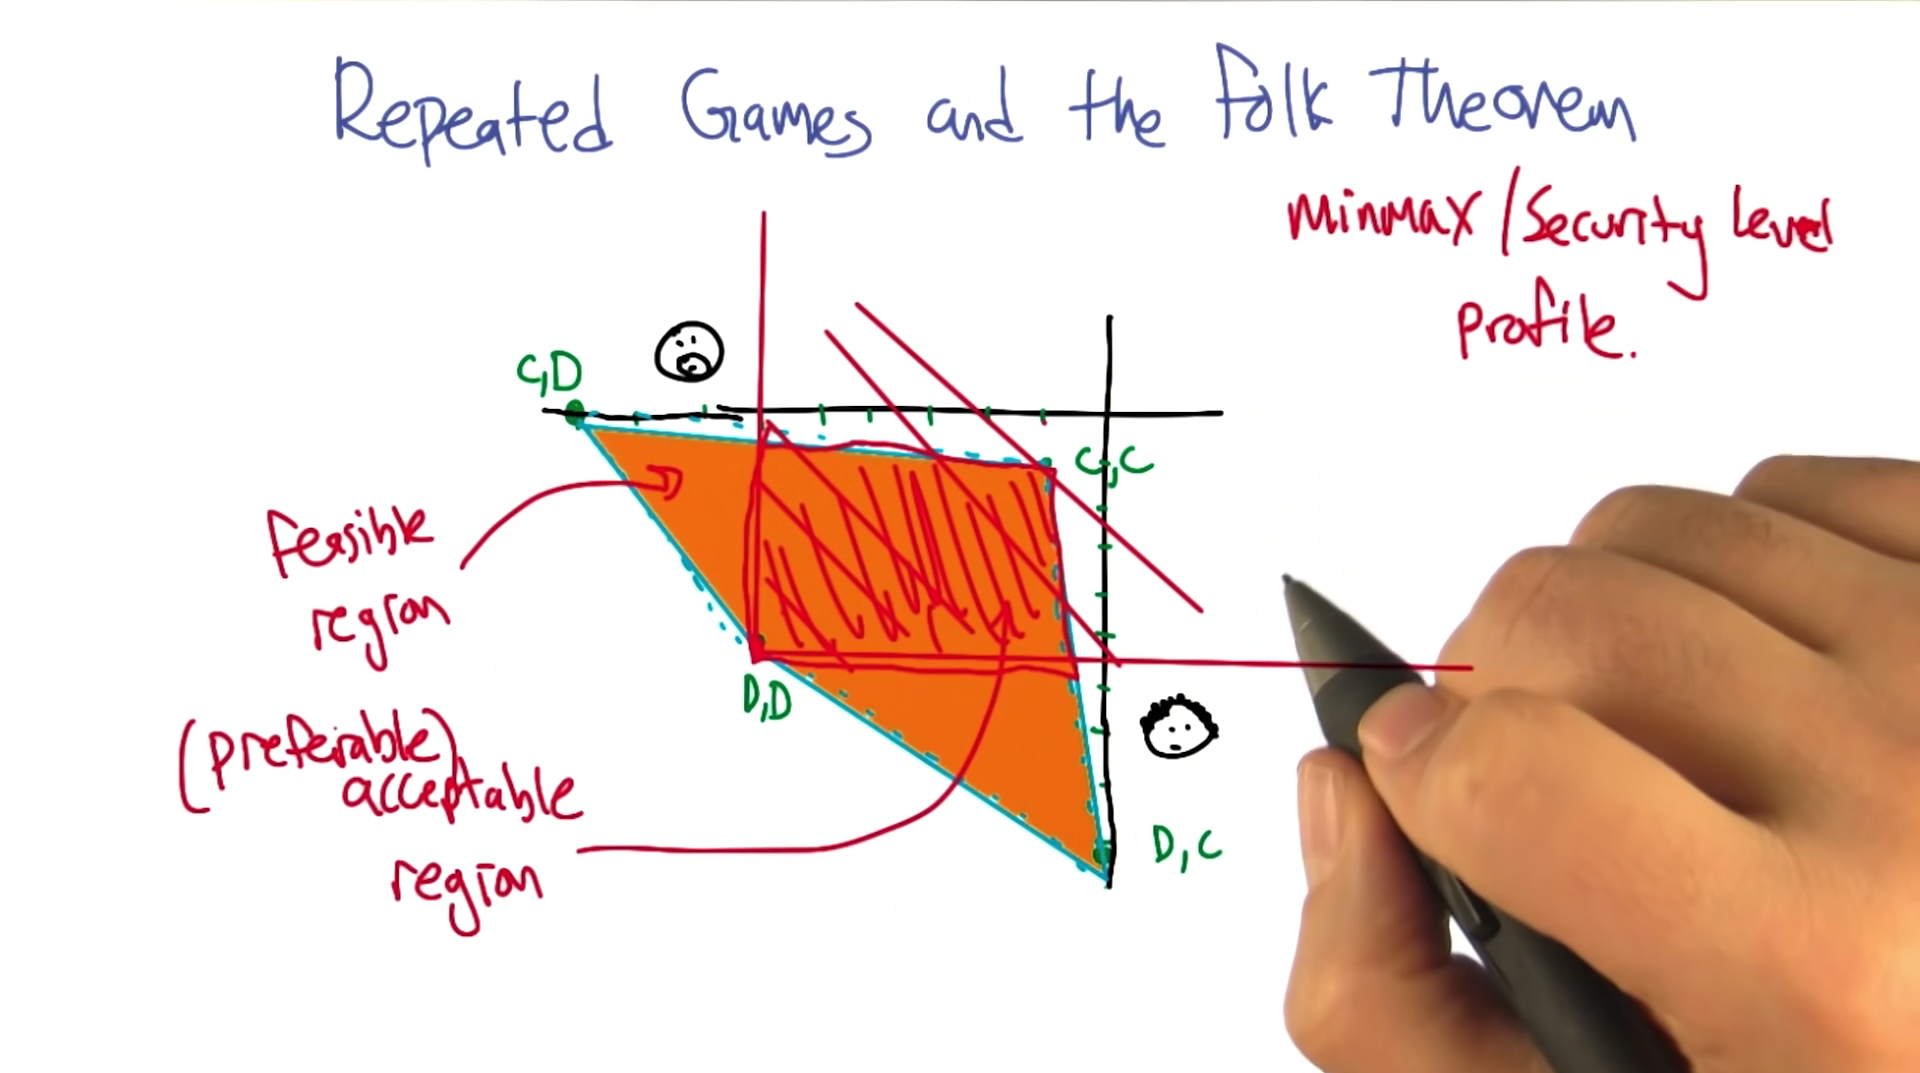 Repeated Games and the Folk Theorem
minmax/security level
profile.
C,D
C,C
feasible
region
D,D
(preferable)
acceptable
region
D,C